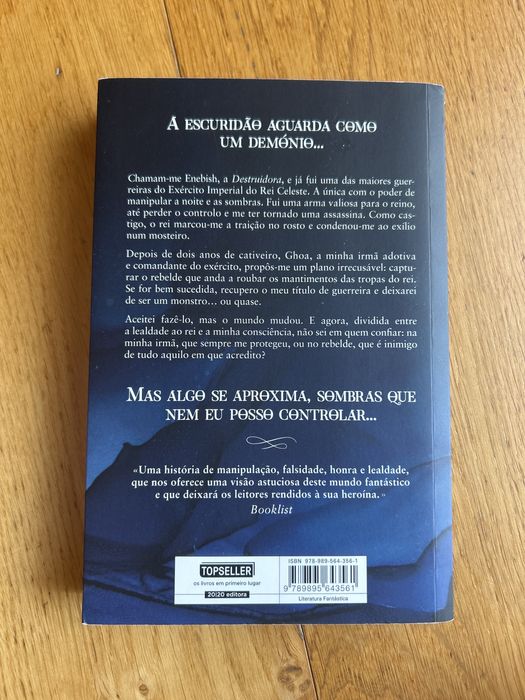 A ESCURIDÃO AGUARDA COMO
UM DEMÓNIO...
Chamam-me Enebish, a Destruidora, e já fui uma das maiores guer-
reiras do Exército Imperial do Rei Celeste. A única com o poder de
manipular a noite e as sombras. Fui uma arma valiosa para o reino,
até perder o controlo e me ter tornado uma assassina. Como cas-
tigo, o rei marcou-me a traição no rosto e condenou-me ao exílio
num mosteiro.
Depois de dois anos de cativeiro, Ghoa, a minha irmã adotiva
e comandante do exército, propôs-me um plano irrecusável: captu-
rar o rebelde que anda a roubar os mantimentos das tropas do rei.
Se for bem sucedida, recupero o meu título de guerreira e deixarei
de ser um monstro... ou quase.
Aceitei fazê-lo, mas o mundo mudou. E agora, dividida entre
a lealdade ao rei e a minha consciência, não sei em quem confiar: na
minha irmã, que sempre me protegeu, ou no rebelde, que é inimigo
de tudo aquilo em que acredito?
MAS ALGO SE APROXIMA, SOMBRAS QUE
NEM EU POSSO CONTROLAR...
«Uma história de manipulação, falsidade, honra e lealdade,
que nos oferece uma visão astuciosa deste mundo fantástico
e que deixará os leitores rendidos à sua heroína.»
Booklist
TOPSELLER
os livros em primeiro lugar
20|20 editora
ISBN 978-989-564-356-1
9 789895 643561
Literatura Fantástica